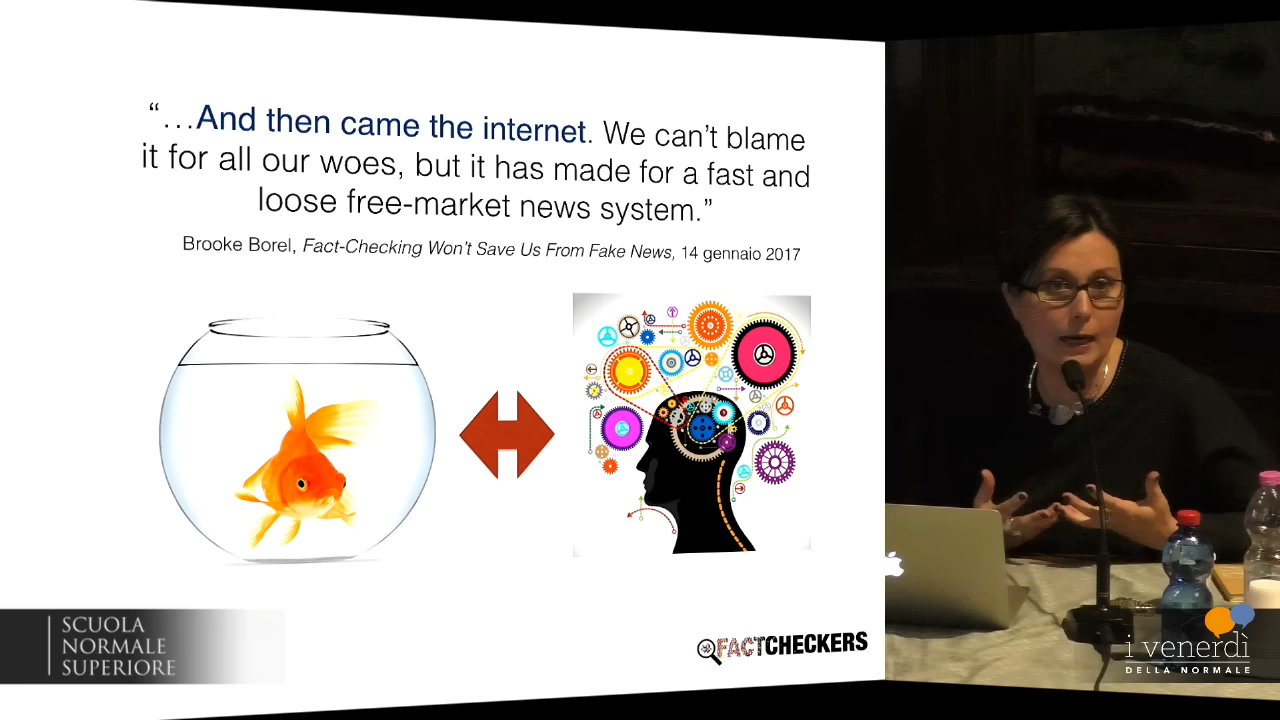 “…And then came the internet. We can’t blame
it for all our woes, but it has made for a fast and
loose free-market news system.”
Brooke Borel, Fact-Checking Won’t Save Us From Fake News, 14 gennaio 2017
FACTCHECKERS
SCUOLA
NORMALE
SUPERIORE
i venerdì
DELLA NORMALE